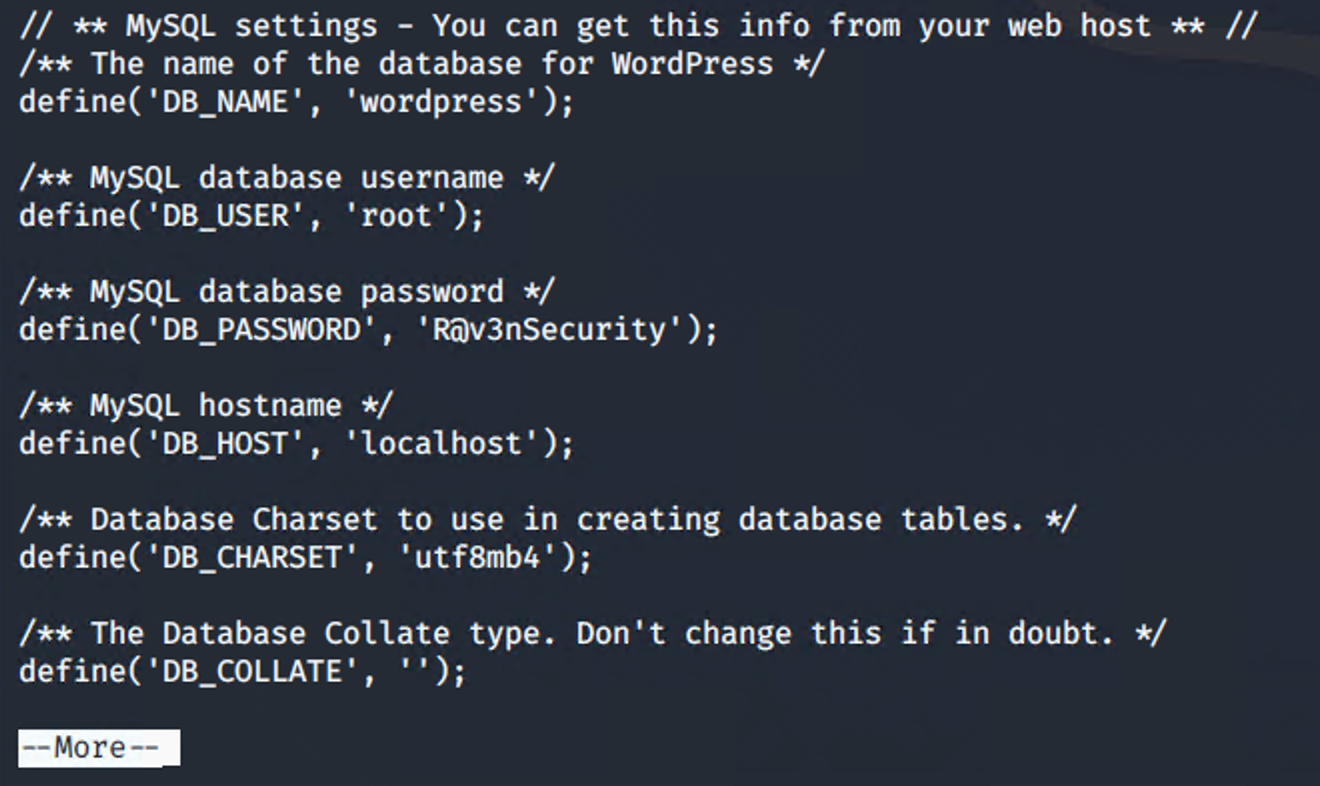 // ** MySQL settings - You can get this info from your web host ** //
/** The name of the database for WordPress */
define('DB_NAME', 'wordpress');
/** MySQL database username */
define('DB_USER', 'root');
/** MySQL database password */
define('DB_PASSWORD', 'R@v3nSecurity');
/** MySQL hostname */
define('DB_HOST', 'localhost');
/** Database Charset to use in creating database tables. */
define('DB_CHARSET', 'utf8mb4');
/** The Database Collate type. Don't change this if in doubt. */
define('DB_COLLATE', '');
--More--